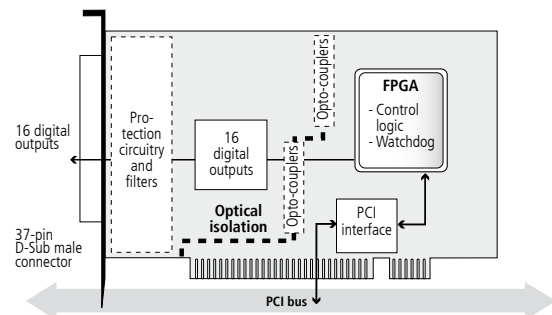 Opto-couplers
FPGA
- Control
logic
- Watchdog
Pro-
tection
circuitry
and
filters
16 digital
outputs
16
digital
outputs
Opto-couplers
Optical
isolation
PCI
interface
37-pin
D-Sub male
connector
PCI bus